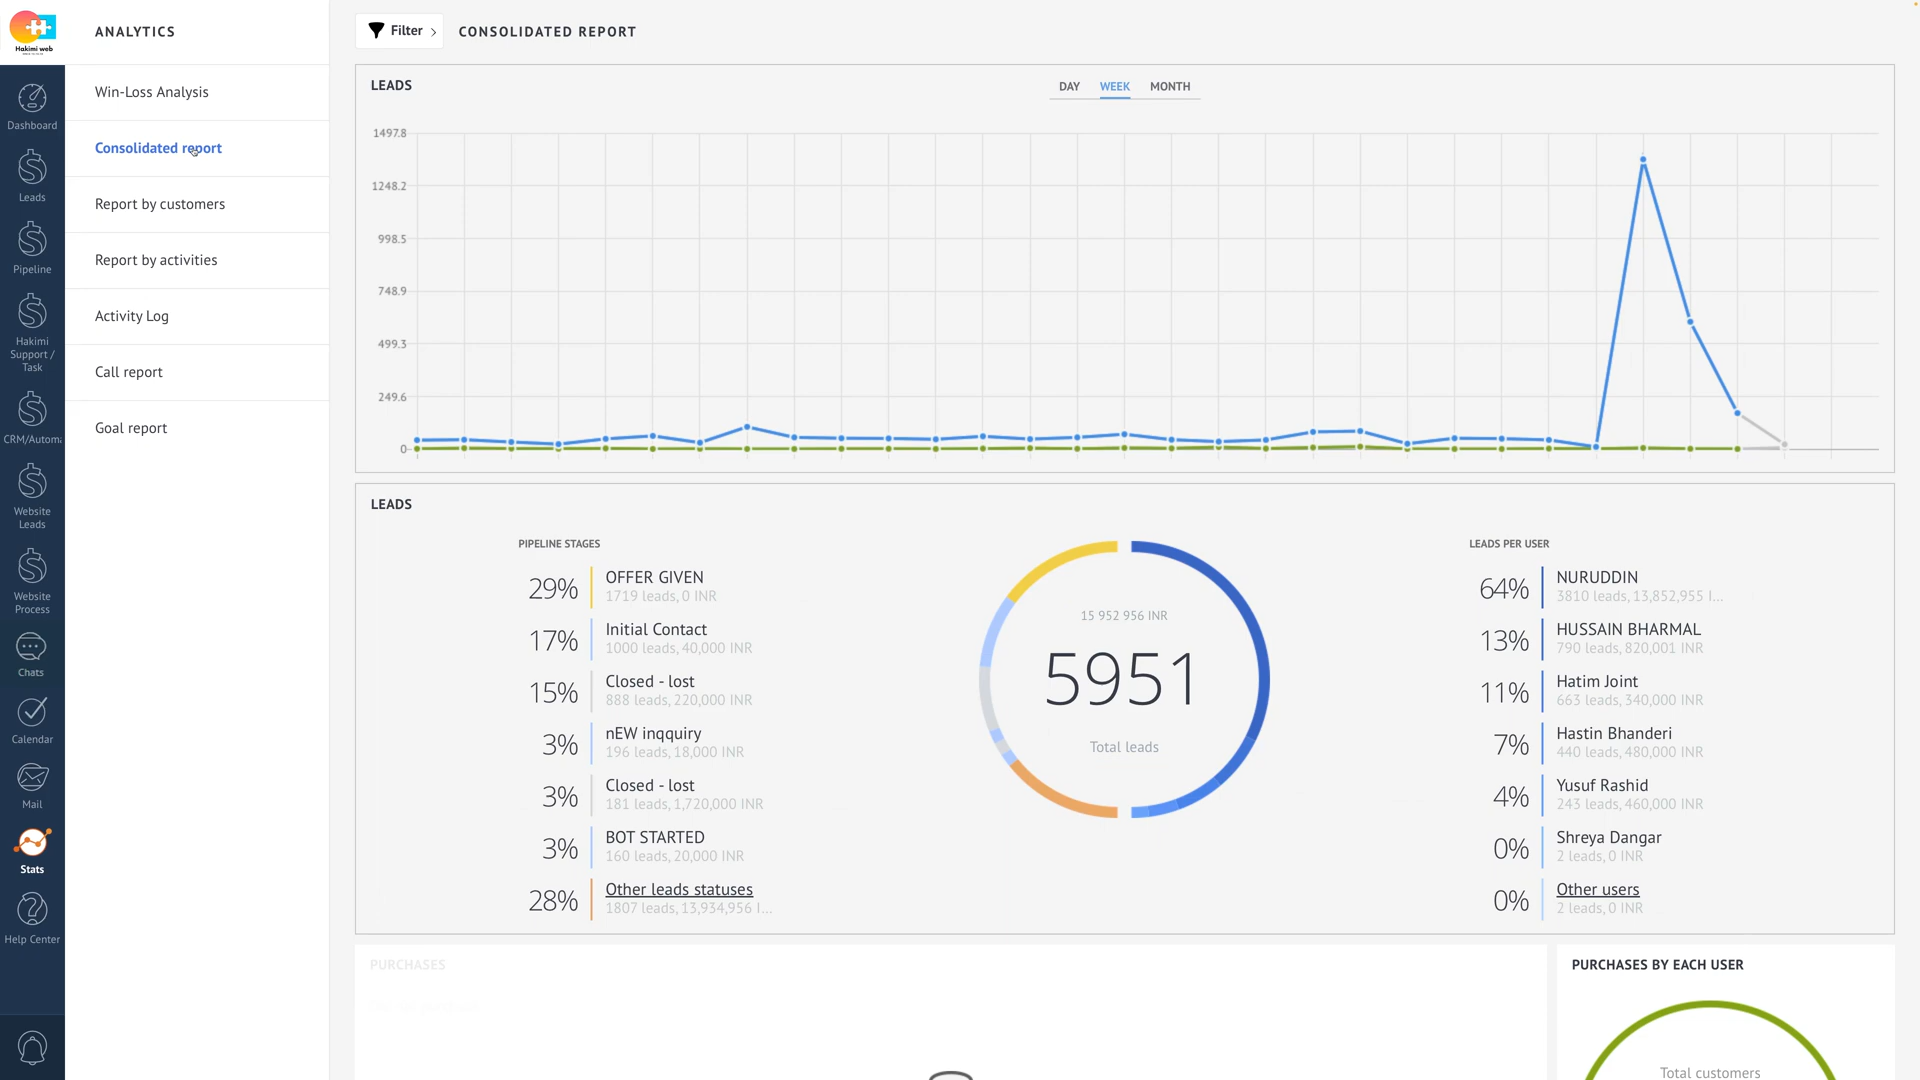 Hakimi web
ANALYTICS
Filter
CONSOLIDATED REPORT
Dashboard
Leads
Pipeline
Hakimi
Support /
Task
CRM/Automa
Website
Leads
Website
Process
Chats
Calendar
Mail
Stats
Help Center
Win-Loss Analysis
Consolidated report
Report by customers
Report by activities
Activity Log
Call report
Goal report
LEADS
DAY WEEK MONTH
1497.8
1248.2
998.5
748.9
499.3
249.6
0
LEADS
PIPELINE STAGES
29% OFFER GIVEN
1719 leads, 0 INR
17% Initial Contact
1000 leads, 40,000 INR
15% Closed - lost
888 leads, 220,000 INR
3% nEW inqquiry
196 leads, 18,000 INR
3% Closed - lost
181 leads, 1,720,000 INR
3% BOT STARTED
160 leads, 20,000 INR
28% Other leads statuses
1807 leads, 13,934,956 I...
15 952 956 INR
5951
Total leads
LEADS PER USER
64% NURUDDIN
3810 leads, 13,852,955 I...
13% HUSSAIN BHARMAL
790 leads, 820,001 INR
11% Hatim Joint
663 leads, 340,000 INR
7% Hastin Bhanderi
440 leads, 480,000 INR
4% Yusuf Rashid
243 leads, 460,000 INR
0% Shreya Dangar
2 leads, 0 INR
0% Other users
2 leads, 0 INR
PURCHASES
PURCHASES BY EACH USER
Total customers